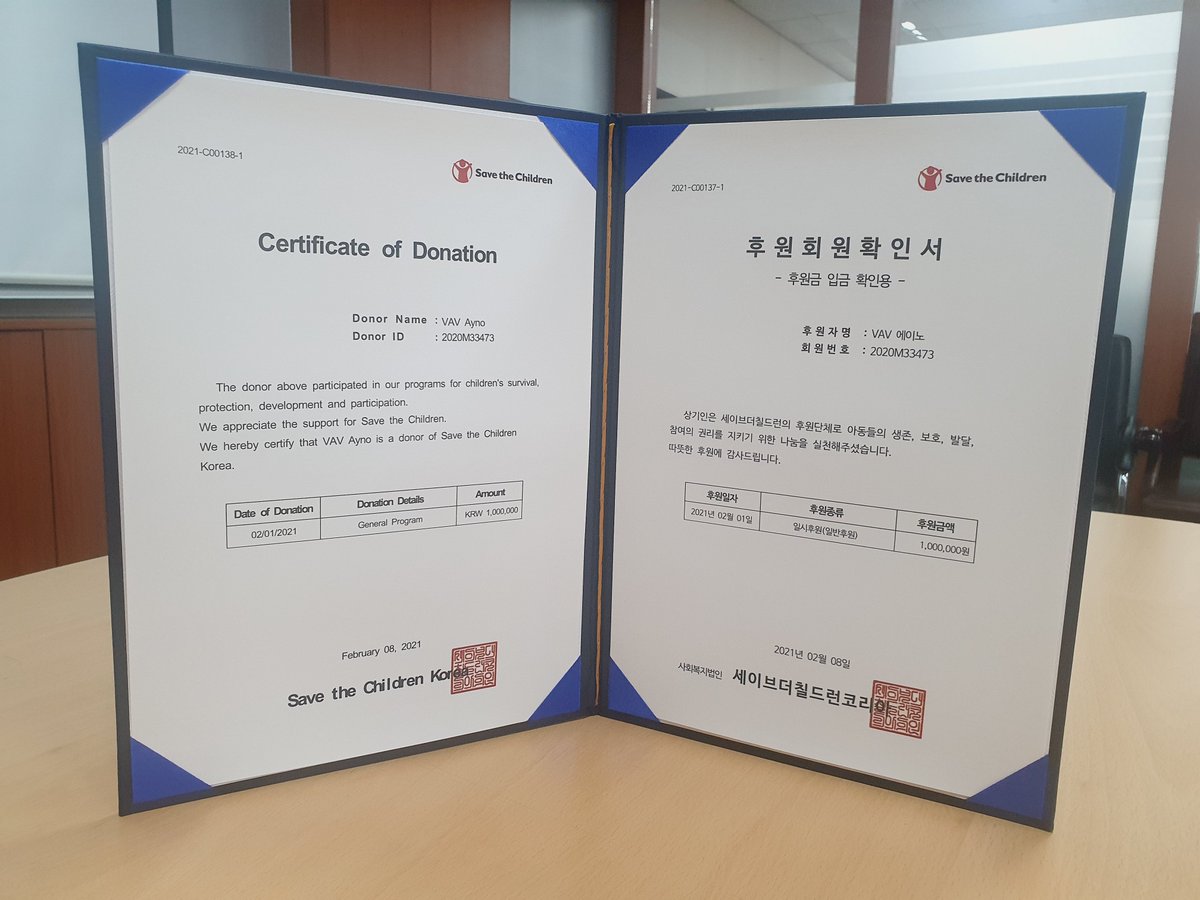 2021-C00138-1
Save the Children
Certificate of Donation
Donor Name : VAV Ayno
Donor ID : 2020M33473
The donor above participated in our programs for children's survival,
protection, development and participation.
We appreciate the support for Save the Children.
We hereby certify that VAV Ayno is a donor of Save the Children
Korea.
Date of Donation Donation Details Amount
02/01/2021 General Program KRW 1,000,000
February 08, 2021
Save the Children Korea
2021-C00137-1
Save the Children
후원회원확인서
- 후원금 입금 확인용 -
후원자명 : VAV 에이노
회원번호 : 2020M33473
상기인은 세이브더칠드런의 후원단체로 아동들의 생존, 보호, 발달,
참여의 권리를 지키기 위한 나눔을 실천해주셨습니다.
따뜻한 후원에 감사드립니다.
후원일자 후원종류 후원금액
2021년 02월 01일 일시후원(일반후원) 1,000,000원
2021년 02월 08일
사회복지법인 세이브더칠드런코리아